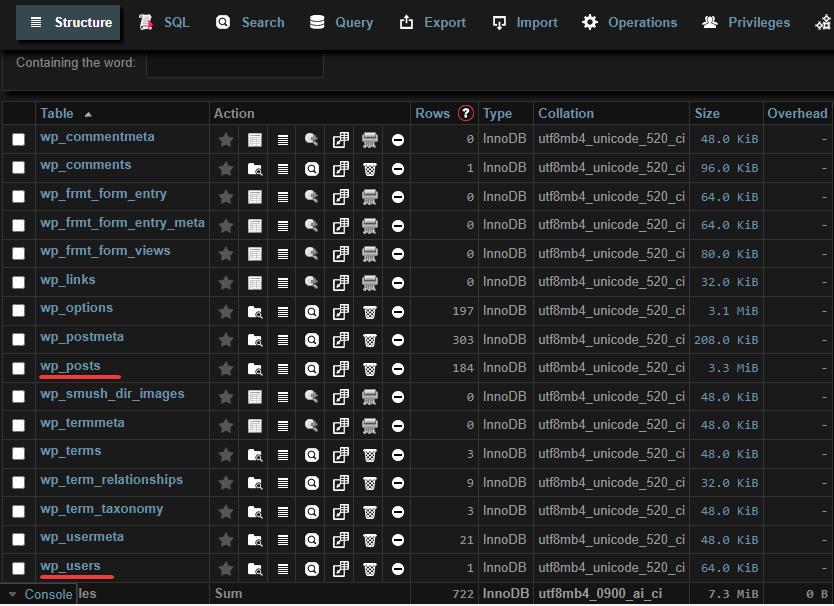 Structure SQL Search Query Export Import Operations Privileges
Containing the word:
Table Action Rows ? Type Collation Size Overhead
wp_commentmeta 0 InnoDB utf8mb4_unicode_520_ci 48.0 KiB -
wp_comments 1 InnoDB utf8mb4_unicode_520_ci 96.0 KiB -
wp_frmt_form_entry 0 InnoDB utf8mb4_unicode_520_ci 64.0 KiB -
wp_frmt_form_entry_meta 0 InnoDB utf8mb4_unicode_520_ci 64.0 KiB -
wp_frmt_form_views 0 InnoDB utf8mb4_unicode_520_ci 80.0 KiB -
wp_links 0 InnoDB utf8mb4_unicode_520_ci 32.0 KiB -
wp_options 197 InnoDB utf8mb4_unicode_520_ci 3.1 MiB -
wp_postmeta 303 InnoDB utf8mb4_unicode_520_ci 208.0 KiB -
wp_posts 184 InnoDB utf8mb4_unicode_520_ci 3.3 MiB -
wp_smush_dir_images 0 InnoDB utf8mb4_unicode_520_ci 48.0 KiB -
wp_termmeta 0 InnoDB utf8mb4_unicode_520_ci 48.0 KiB -
wp_terms 3 InnoDB utf8mb4_unicode_520_ci 48.0 KiB -
wp_term_relationships 9 InnoDB utf8mb4_unicode_520_ci 32.0 KiB -
wp_term_taxonomy 3 InnoDB utf8mb4_unicode_520_ci 48.0 KiB -
wp_usermeta 21 InnoDB utf8mb4_unicode_520_ci 48.0 KiB -
wp_users 1 InnoDB utf8mb4_unicode_520_ci 64.0 KiB -
Console les Sum 722 InnoDB utf8mb4_0900_ai_ci 7.3 MiB 0 B